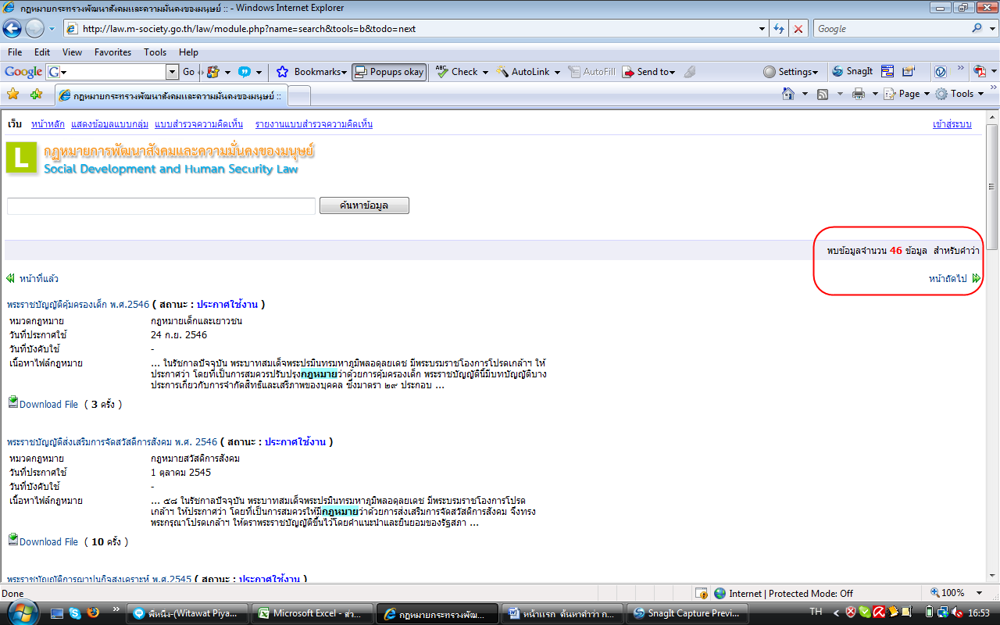 กฎหมายกระทรวงพัฒนาสังคมและความมั่นคงของมนุษย์ :: - Windows Internet Explorer
http://law.m-society.go.th/law/module.php?name=search&tools=b&todo=next
Google
File Edit View Favorites Tools Help
Google G Go Bookmarks Popups okay Check AutoLink AutoFill Send to Settings SnagIt
กฎหมายกระทรวงพัฒนาสังคมและความมั่นคงของมนุษย์ :: Page Tools
เว็บ หน้าหลัก แสดงข้อมูลแบบกลุ่ม แบบสำรวจความคิดเห็น รายงานแบบสำรวจความคิดเห็น เข้าสู่ระบบ
L กฎหมายการพัฒนาสังคมและความมั่นคงของมนุษย์
Social Development and Human Security Law
ค้นหาข้อมูล
พบข้อมูลจำนวน 46 ข้อมูล สำหรับคำว่า
หน้าที่แล้ว หน้าถัดไป
พระราชบัญญัติคุ้มครองเด็ก พ.ศ.2546 ( สถานะ : ประกาศใช้งาน )
หมวดกฎหมาย กฎหมายเด็กและเยาวชน
วันที่ประกาศใช้ 24 ก.ย. 2546
วันที่บังคับใช้ -
เนื้อหาไฟล์กฎหมาย ... ในรัชกาลปัจจุบัน พระบาทสมเด็จพระปรมินทรมหาภูมิพลอดุลยเดช มีพระบรมราชโองการโปรดเกล้าฯ ให้
ประกาศว่า โดยที่เป็นการสมควรปรับปรุงกฎหมายว่าด้วยการคุ้มครองเด็ก พระราชบัญญัตินี้มีบทบัญญัติบาง
ประการเกี่ยวกับการจำกัดสิทธิและเสรีภาพของบุคคล ซึ่งมาตรา ๒๙ ประกอบ ...
Download File ( 3 ครั้ง )
พระราชบัญญัติส่งเสริมการจัดสวัสดิการสังคม พ.ศ. 2546 ( สถานะ : ประกาศใช้งาน )
หมวดกฎหมาย กฎหมายสวัสดิการสังคม
วันที่ประกาศใช้ 1 ตุลาคม 2545
วันที่บังคับใช้ -
เนื้อหาไฟล์กฎหมาย ... ๕๘ ในรัชกาลปัจจุบัน พระบาทสมเด็จพระปรมินทรมหาภูมิพลอดุลยเดช มีพระบรมราชโองการโปรด
เกล้าฯ ให้ประกาศว่า โดยที่เป็นการสมควรให้มีกฎหมายว่าด้วยการส่งเสริมการจัดสวัสดิการสังคม จึงทรง
พระกรุณาโปรดเกล้าฯ ให้ตราพระราชบัญญัติขึ้นไว้โดยคำแนะนำและยินยอมของรัฐสภา ...
Download File ( 10 ครั้ง )
พระราชบัญญัติการฌาปนกิจสงเคราะห์ พ.ศ.2545 ( สถานะ : ประกาศใช้งาน )
Done Internet | Protected Mode: Off 100%
พี่หนึ่ง-(Witawat Piya... Microsoft Excel - ส่ว... กฎหมายกระทรวงพัฒ... หน้าแรก ค้นหาคำว่า ก... SnagIt Capture Previ... TH 16:53